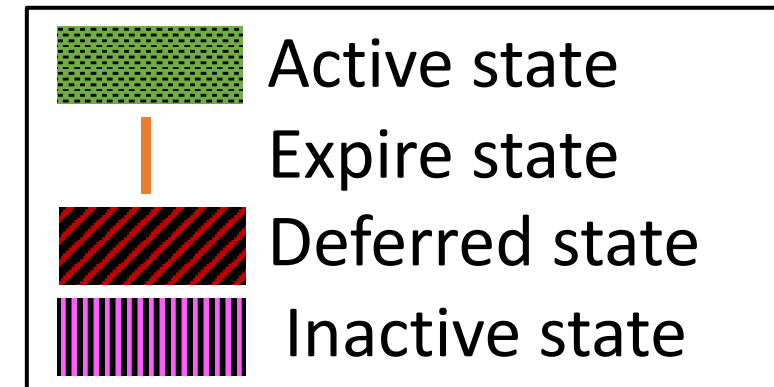 Active state
Expire state
Deferred state
Inactive state